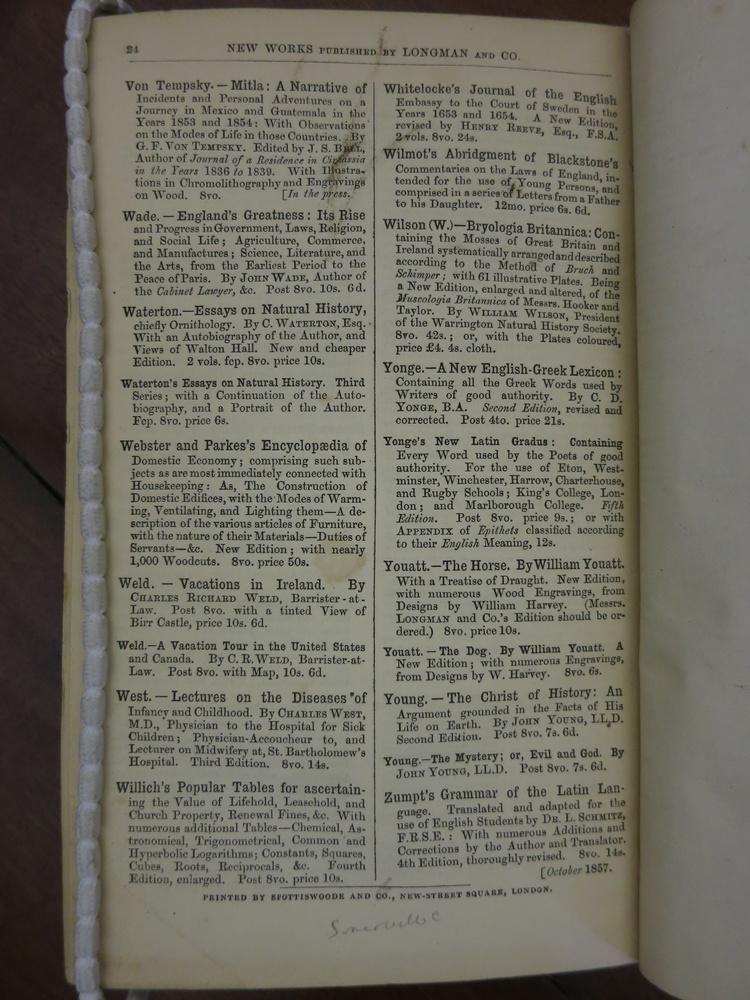 24
NEW WORKS PUBLISHED BY LONGMAN AND CO.
Von Tempsky. — Mitla: A Narrative of
Incidents and Personal Adventures on a
Journey in Mexico and Guatemala in the
Years 1853 and 1854: With Observations
on the Modes of Life in those Countries. By
G. F. VON TEMPSKY. Edited by J. S. BELL,
Author of Journal of a Residence in Circassia
in the Years 1836 to 1839. With Illustra-
tions in Chromolithography and Engravings
on Wood. 8vo. [In the press.
Wade. — England's Greatness: Its Rise
and Progress in Government, Laws, Religion,
and Social Life; Agriculture, Commerce,
and Manufactures; Science, Literature, and
the Arts, from the Earliest Period to the
Peace of Paris. By JOHN WADE, Author of
the Cabinet Lawyer, &c. Post 8vo. 10s. 6d.
Waterton.—Essays on Natural History,
chiefly Ornithology. By C. WATERTON, Esq.
With an Autobiography of the Author, and
Views of Walton Hall. New and cheaper
Edition. 2 vols. fcp. 8vo. price 10s.
Waterton's Essays on Natural History. Third
Series; with a Continuation of the Auto-
biography, and a Portrait of the Author.
Fcp. 8vo. price 6s.
Webster and Parkes's Encyclopædia of
Domestic Economy; comprising such sub-
jects as are most immediately connected with
Housekeeping: As, The Construction of
Domestic Edifices, with the Modes of Warm-
ing, Ventilating, and Lighting them—A de-
scription of the various articles of Furniture,
with the nature of their Materials—Duties of
Servants—&c. New Edition; with nearly
1,000 Woodcuts. 8vo. price 50s.
Weld. — Vacations in Ireland. By
CHARLES RICHARD WELD, Barrister-at-
Law. Post 8vo. with a tinted View of
Birr Castle, price 10s. 6d.
Weld.—A Vacation Tour in the United States
and Canada. By C. R. WELD, Barrister-at-
Law. Post 8vo. with Map, 10s. 6d.
West. — Lectures on the Diseases of
Infancy and Childhood. By CHARLES WEST,
M.D., Physician to the Hospital for Sick
Children; Physician-Accoucheur to, and
Lecturer on Midwifery at, St. Bartholomew's
Hospital. Third Edition. 8vo. 14s.
Willich's Popular Tables for ascertain-
ing the Value of Lifehold, Leasehold, and
Church Property, Renewal Fines, &c. With
numerous additional Tables—Chemical, As-
tronomical, Trigonometrical, Common and
Hyperbolic Logarithms; Constants, Squares,
Cubes, Roots, Reciprocals, &c. Fourth
Edition, enlarged. Post 8vo. price 10s.
Whitelocke's Journal of the English
Embassy to the Court of Sweden in the
Years 1653 and 1654. A New Edition,
revised by HENRY REEVE, Esq., F.S.A.
2 vols. 8vo. 24s.
Wilmot's Abridgment of Blackstone's
Commentaries on the Laws of England, in-
tended for the use of Young Persons, and
comprised in a series of Letters from a Father
to his Daughter. 12mo. price 6s. 6d.
Wilson (W.)—Bryologia Britannica: Con-
taining the Mosses of Great Britain and
Ireland systematically arranged and described
according to the Method of Bruch and
Schimper; with 61 illustrative Plates. Being
a New Edition, enlarged and altered, of the
Muscologia Britannica of Messrs. Hooker and
Taylor. By WILLIAM WILSON, President
of the Warrington Natural History Society.
8vo. 42s.; or, with the Plates coloured,
price £4. 4s. cloth.
Yonge.—A New English-Greek Lexicon:
Containing all the Greek Words used by
Writers of good authority. By C. D.
YONGE, B.A. Second Edition, revised and
corrected. Post 4to. price 21s.
Yonge's New Latin Gradus: Containing
Every Word used by the Poets of good
authority. For the use of Eton, West-
minster, Winchester, Harrow, Charterhouse,
and Rugby Schools; King's College, Lon-
don; and Marlborough College. Fifth
Edition. Post 8vo. price 9s.; or with
APPENDIX of Epithets classified according
to their English Meaning, 12s.
Youatt.—The Horse. By William Youatt.
With a Treatise of Draught. New Edition,
with numerous Wood Engravings, from
Designs by William Harvey. (Messrs.
LONGMAN and Co.'s Edition should be or-
dered.) 8vo. price 10s.
Youatt. — The Dog. By William Youatt. A
New Edition; with numerous Engravings,
from Designs by W. Harvey. 8vo. 6s.
Young. — The Christ of History: An
Argument grounded in the Facts of His
Life on Earth. By JOHN YOUNG, LL.D.
Second Edition. Post 8vo. 7s. 6d.
Young.—The Mystery; or, Evil and God. By
JOHN YOUNG, LL.D. Post 8vo. 7s. 6d.
Zumpt's Grammar of the Latin Lan-
guage. Translated and adapted for the
use of English Students by DR. L. SCHMITZ,
F.R.S.E.: With numerous Additions and
Corrections by the Author and Translator.
4th Edition, thoroughly revised. 8vo. 14s.
[October 1857.
PRINTED BY SPOTTISWOODE AND CO., NEW-STREET SQUARE, LONDON.
Somerville C